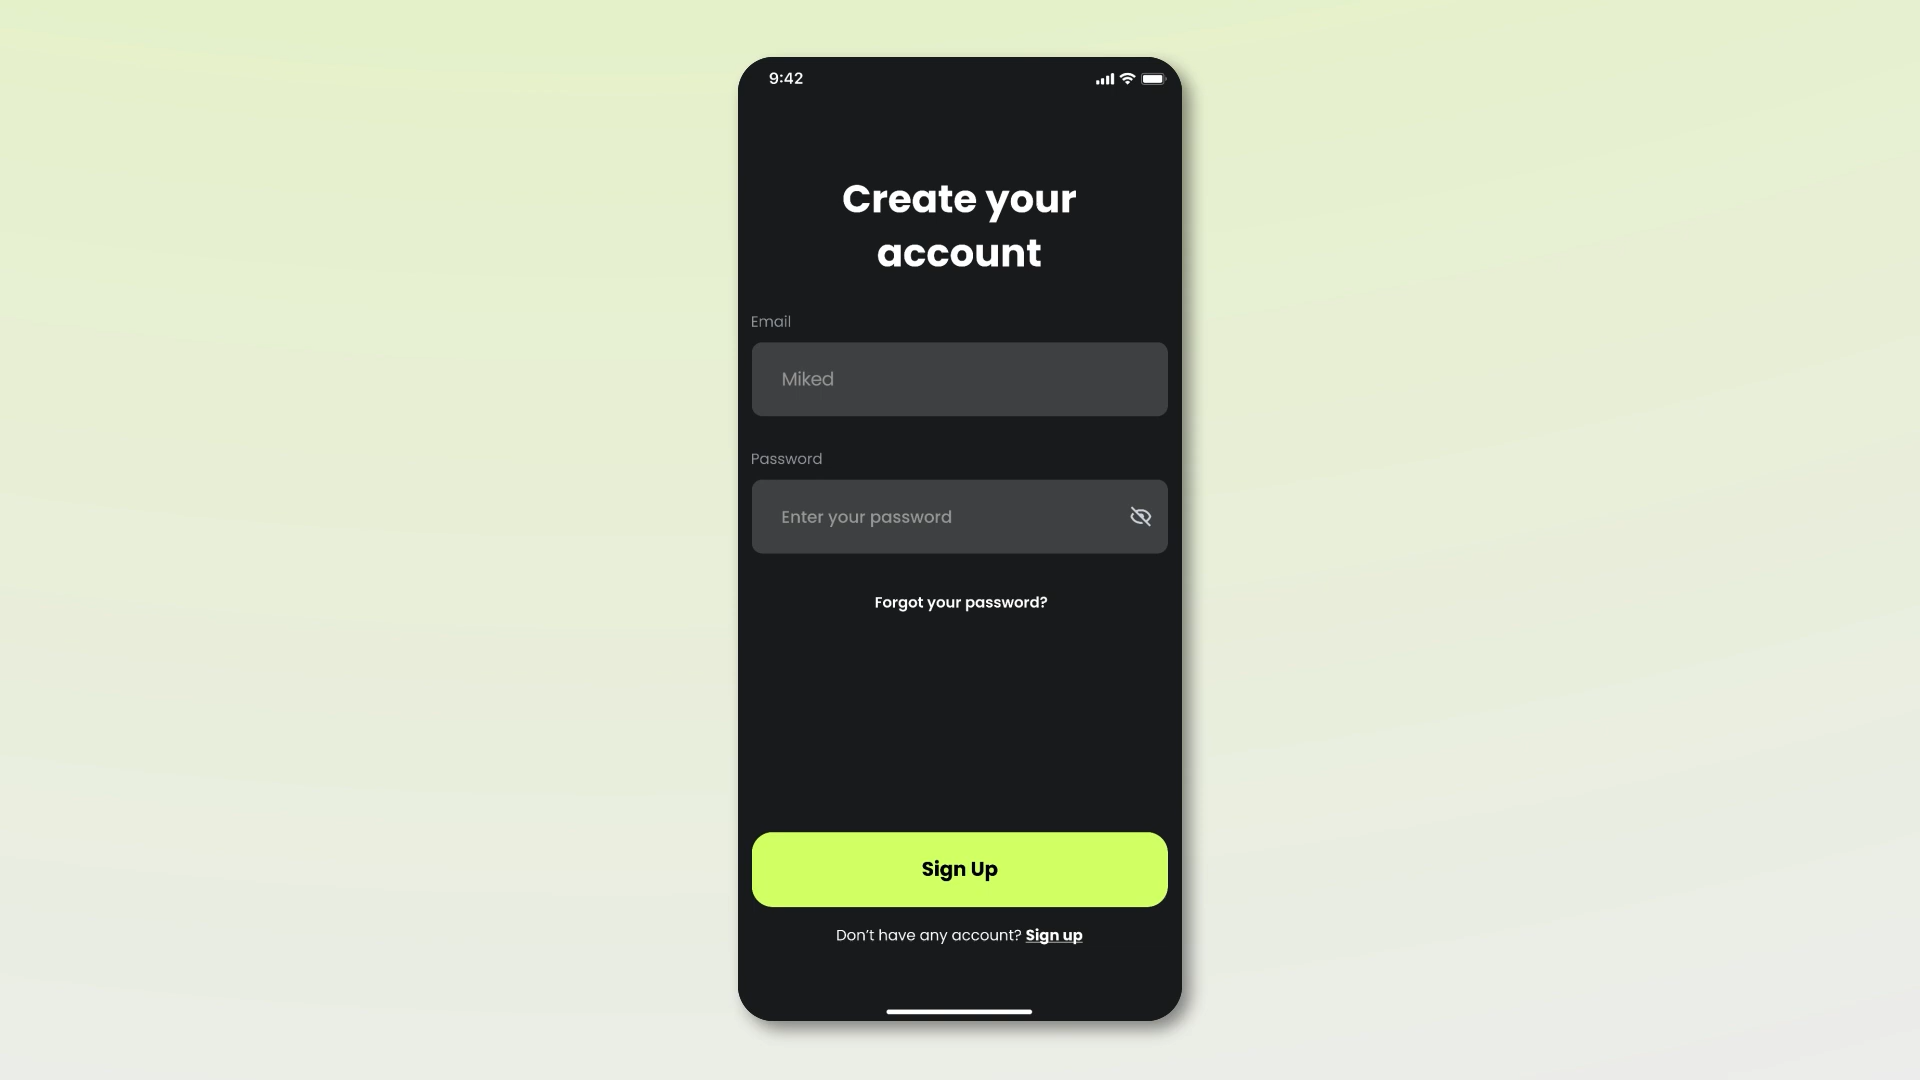 9:42
Create your
account
Email
Miked
Password
Enter your password
Forgot your password?
Sign Up
Don’t have any account? Sign up